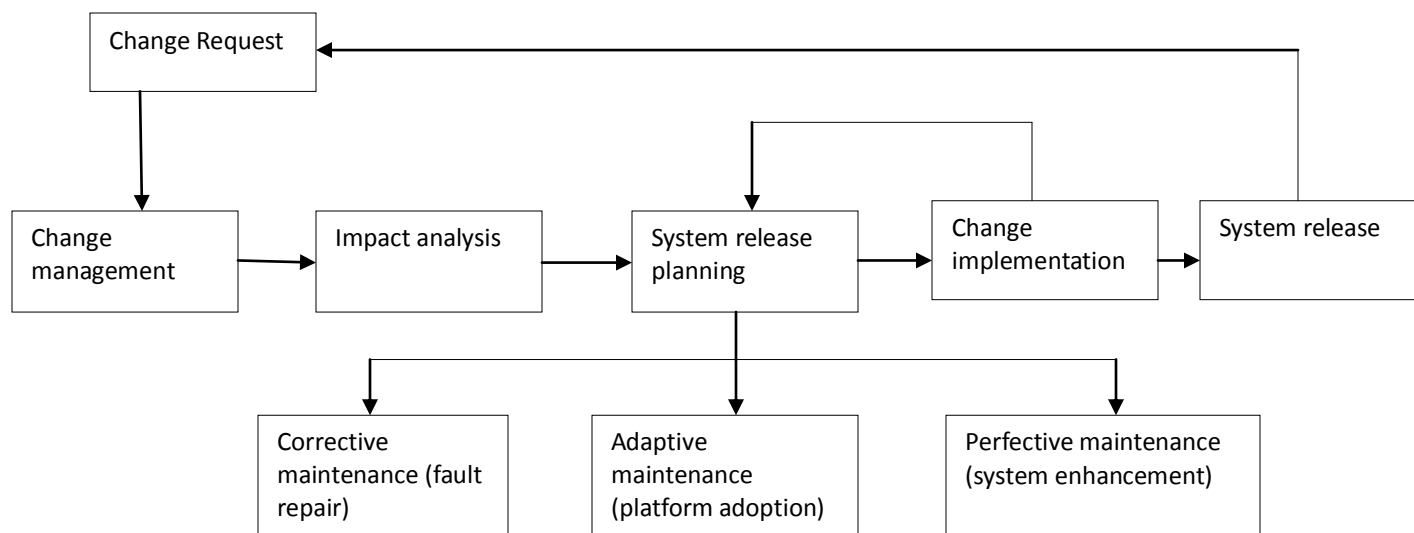 Change Request
Change
management
Impact analysis
System release
planning
Change
implementation
System release
Corrective
maintenance (fault
repair)
Adaptive
maintenance
(platform adoption)
Perfective maintenance
(system enhancement)